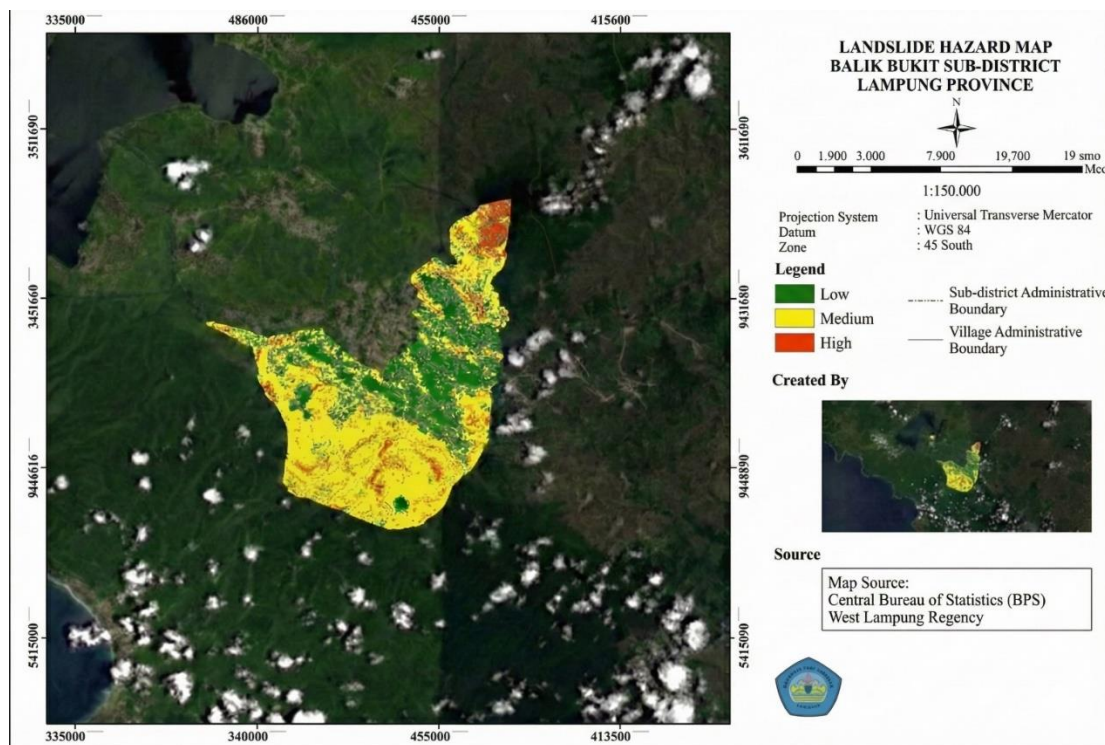 335000
486000
455000
415600
3511690
3451660
9446616
5415000
3611690
9431680
9448890
5415090
335000
340000
455000
413500
LANDSLIDE HAZARD MAP
BALIK BUKIT SUB-DISTRICT
LAMPUNG PROVINCE
N
0 1.900 3.000 7.900 19,700 19 smo
Mcc
1:150.000
Projection System : Universal Transverse Mercator
Datum : WGS 84
Zone : 45 South
Legend
Low
Medium
High
Sub-district Administrative
Boundary
Village Administrative
Boundary
Created By
Source
Map Source:
Central Bureau of Statistics (BPS)
West Lampung Regency